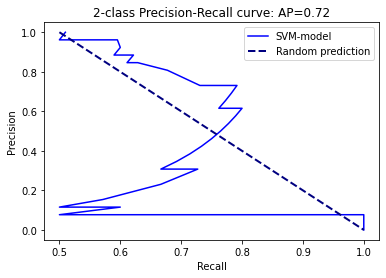 2-class Precision-Recall curve: AP=0.72
SVM-model
Random prediction
Precision
1.0
0.8
0.6
0.4
0.2
0.0
0.5 0.6 0.7 0.8 0.9 1.0
Recall